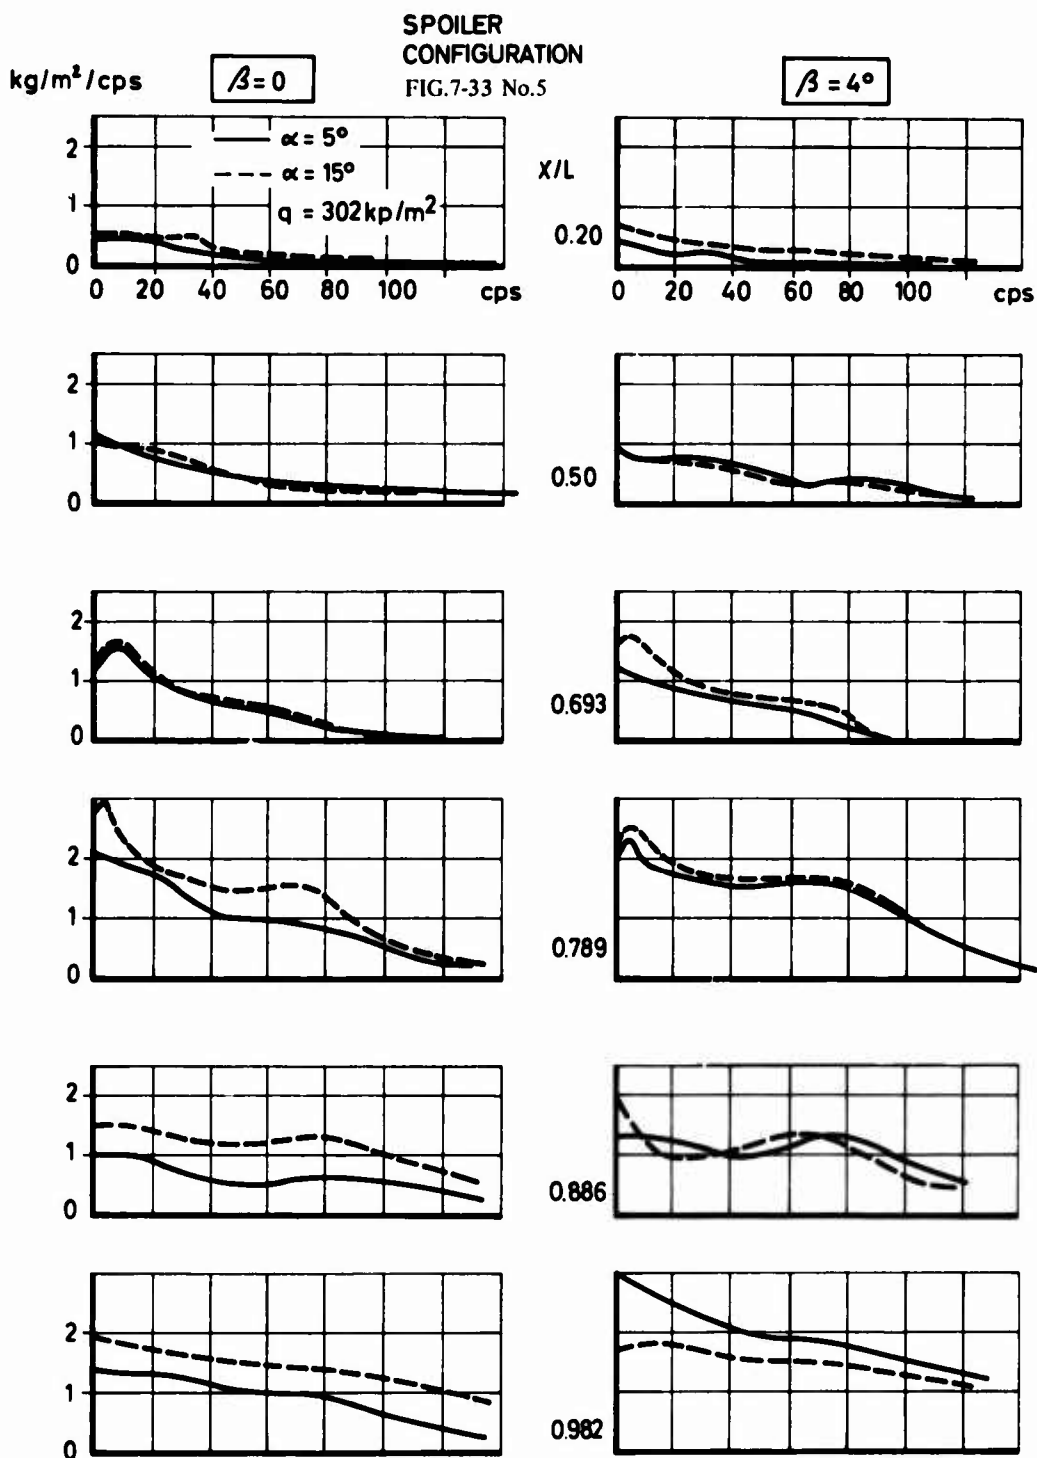 SPOILER
CONFIGURATION
FIG.7-33 No.5
kg/m²/cps
β = 0
β = 4°
α = 5°
α = 15°
q = 302 kp/m²
X/L
2
1
0
0 20 40 60 80 100 cps
0.20
0 20 40 60 80 100 cps
2
1
0
0.50
2
1
0
0.693
2
1
0
0.789
2
1
0
0.886
2
1
0
0.982